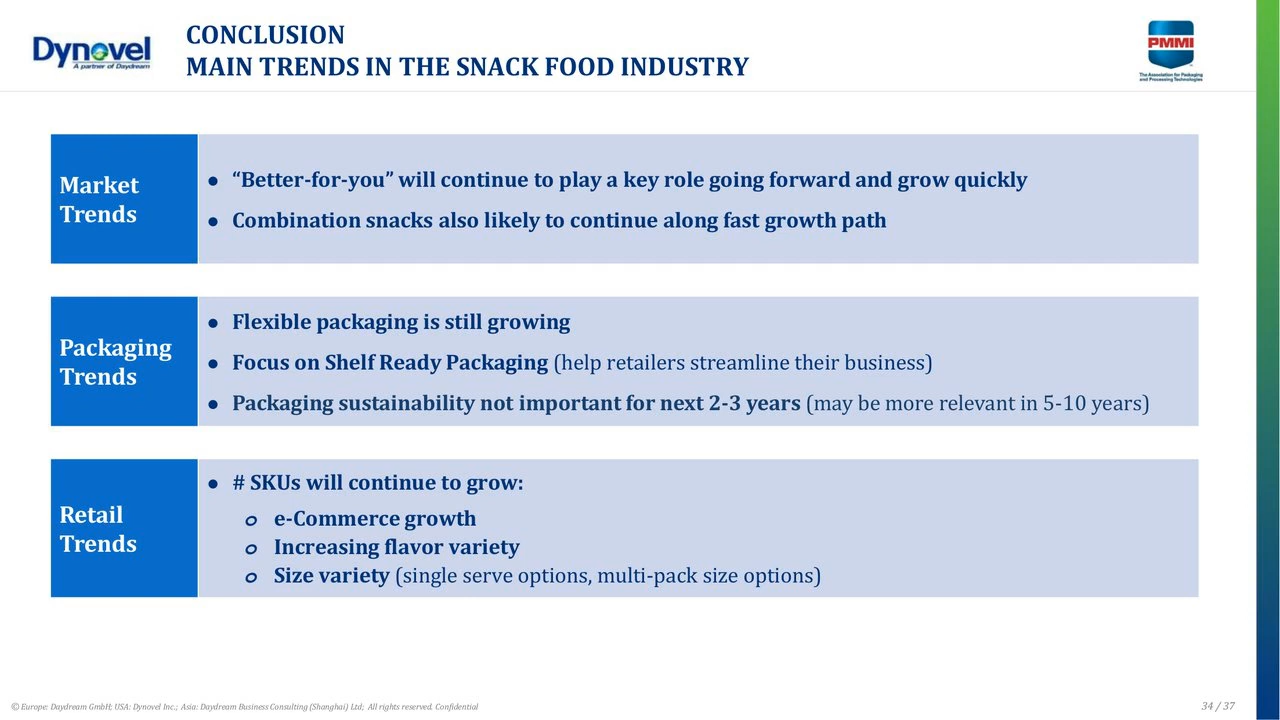 Dynovel
A partner of Daydream
CONCLUSION
MAIN TRENDS IN THE SNACK FOOD INDUSTRY
PMMI
The Association for Packaging
and Processing Technologies
Market
Trends
● “Better-for-you” will continue to play a key role going forward and grow quickly
● Combination snacks also likely to continue along fast growth path
Packaging
Trends
● Flexible packaging is still growing
● Focus on Shelf Ready Packaging (help retailers streamline their business)
● Packaging sustainability not important for next 2-3 years (may be more relevant in 5-10 years)
Retail
Trends
● # SKUs will continue to grow:
o e-Commerce growth
o Increasing flavor variety
o Size variety (single serve options, multi-pack size options)
© Europe: Daydream GmbH; USA: Dynovel Inc.; Asia: Daydream Business Consulting (Shanghai) Ltd; All rights reserved. Confidential
34 / 37